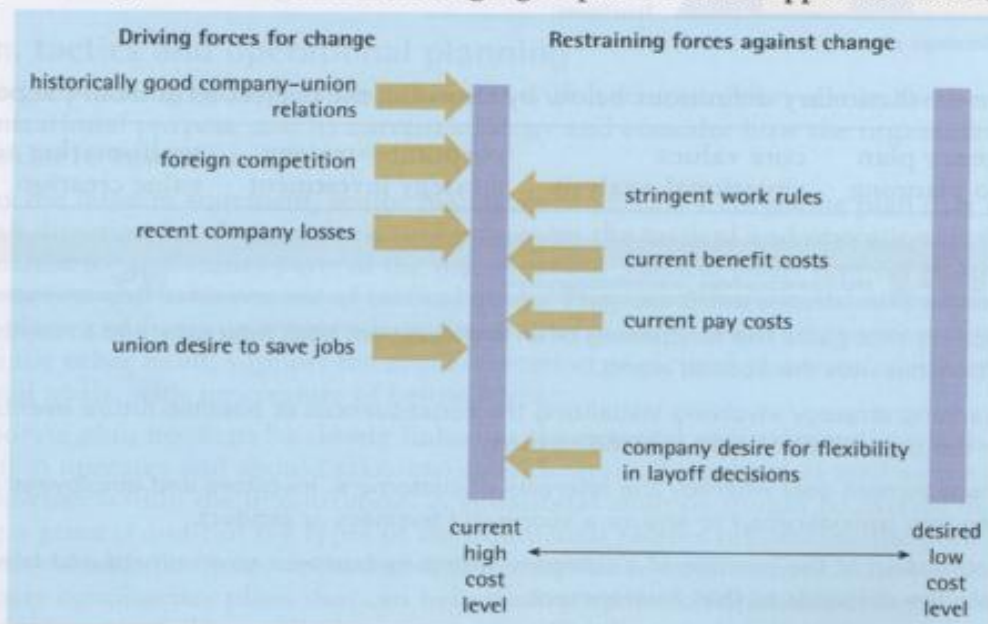 Driving forces for change
Restraining forces against change
historically good company–union
relations
foreign competition
stringent work rules
recent company losses
current benefit costs
current pay costs
union desire to save jobs
company desire for flexibility
in layoff decisions
current
high
cost
level
desired
low
cost
level